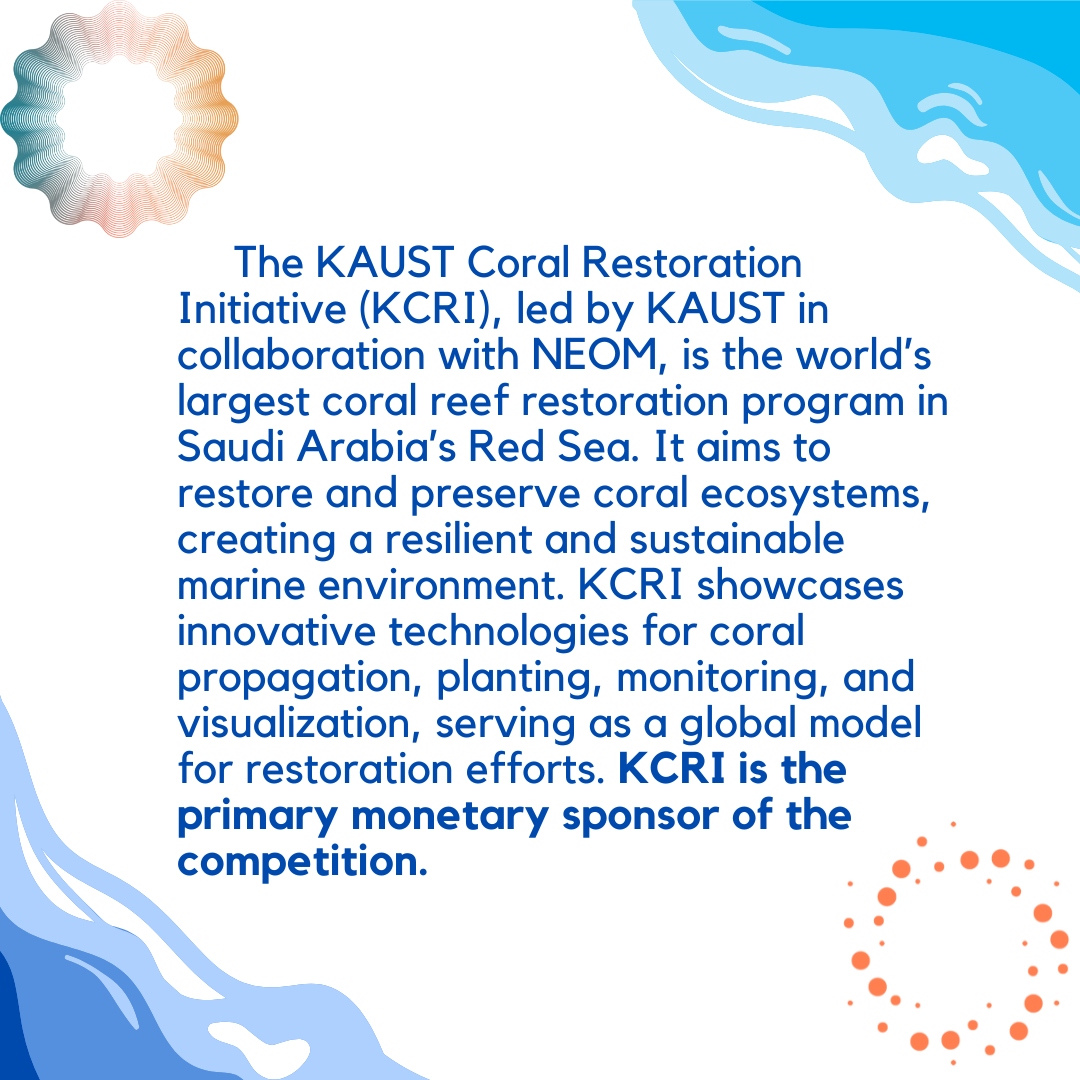 The KAUST Coral Restoration
Initiative (KCRI), led by KAUST in
collaboration with NEOM, is the world’s
largest coral reef restoration program in
Saudi Arabia’s Red Sea. It aims to
restore and preserve coral ecosystems,
creating a resilient and sustainable
marine environment. KCRI showcases
innovative technologies for coral
propagation, planting, monitoring, and
visualization, serving as a global model
for restoration efforts. KCRI is the
primary monetary sponsor of the
competition.